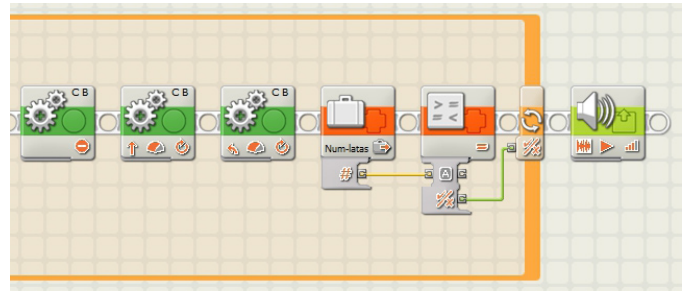 C B
C B
C B
Num-latas
#
> =
= <
=
A